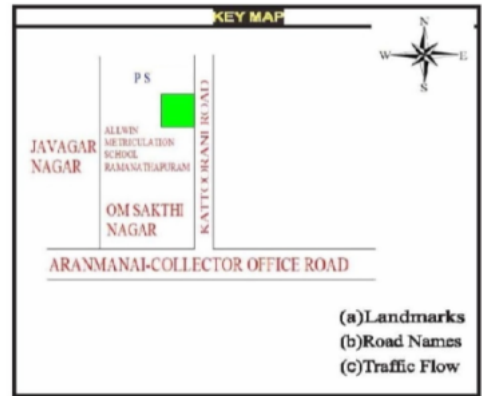 KEY MAP
N
W E
S
P S
ALLWIN
METRICULATION
SCHOOL
RAMANATHAPURAM
JAVAGAR
NAGAR
KATTOORANI ROAD
OM SAKTHI
NAGAR
ARANMANAI-COLLECTOR OFFICE ROAD
(a)Landmarks
(b)Road Names
(c)Traffic Flow